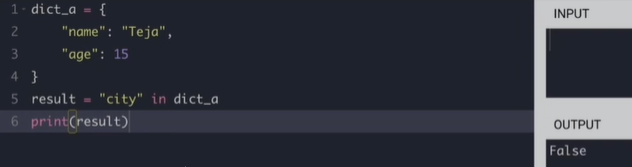 1 dict_a = {
2     "name": "Teja",
3     "age": 15
4 }
5 result = "city" in dict_a
6 print(result)
INPUT
OUTPUT
False